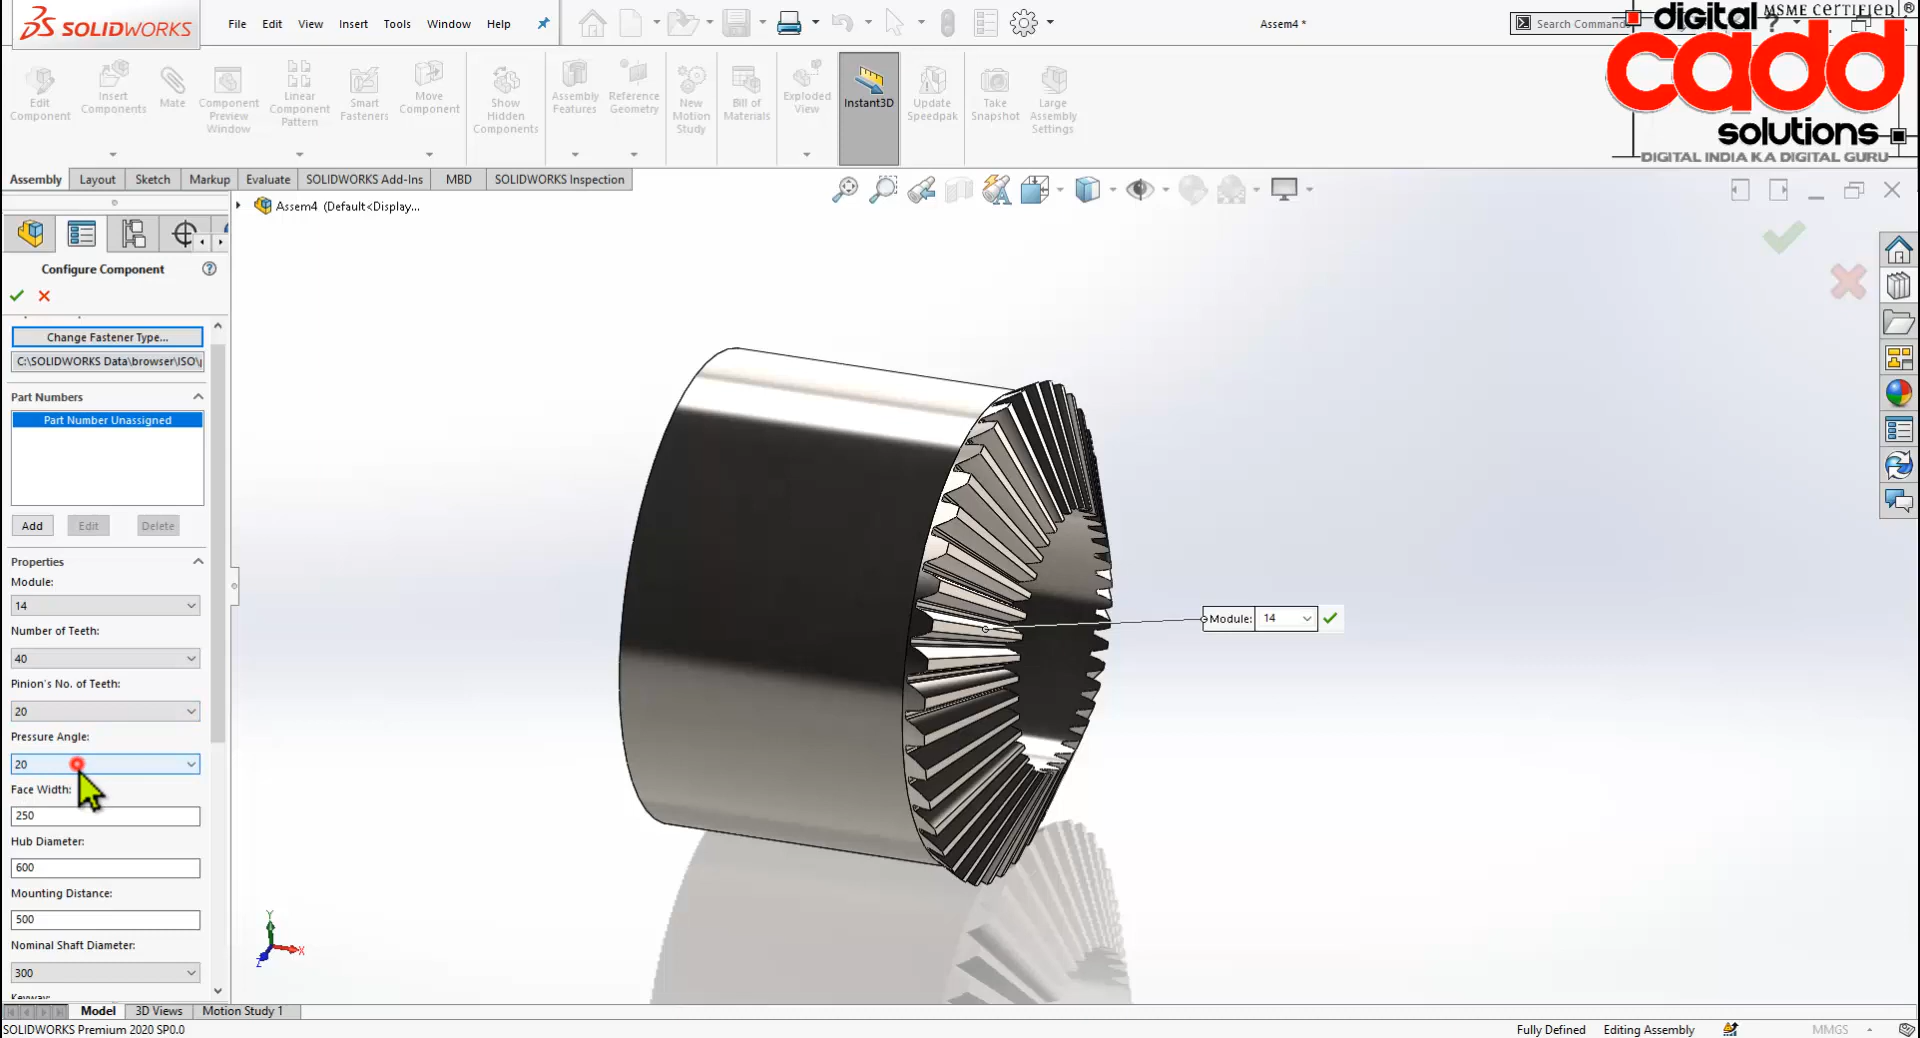 SOLIDWORKS
File Edit View Insert Tools Window Help
Assem4 *
Search Command
?
digital MSME CERTIFIED ®
cadd
solutions
DIGITAL INDIA KA DIGITAL GURU
Edit Component
Insert Components
Mate
Component Preview Window
Linear Component Pattern
Smart Fasteners
Move Component
Show Hidden Components
Assembly Features
Reference Geometry
New Motion Study
Bill of Materials
Exploded View
Instant3D
Update Speedpak
Take Snapshot
Large Assembly Settings
Assembly Layout Sketch Markup Evaluate SOLIDWORKS Add-Ins MBD SOLIDWORKS Inspection
Assem4 (Default<Display...
Configure Component
Change Fastener Type...
C:\SOLIDWORKS Data\browser\ISO\
Part Numbers
Part Number Unassigned
Add Edit Delete
Properties
Module:
14
Number of Teeth:
40
Pinion's No. of Teeth:
20
Pressure Angle:
20
Face Width:
250
Hub Diameter:
600
Mounting Distance:
500
Nominal Shaft Diameter:
300
Keyway:
Module: 14
Y
X
Z
Model 3D Views Motion Study 1
SOLIDWORKS Premium 2020 SP0.0
Fully Defined Editing Assembly MMGS